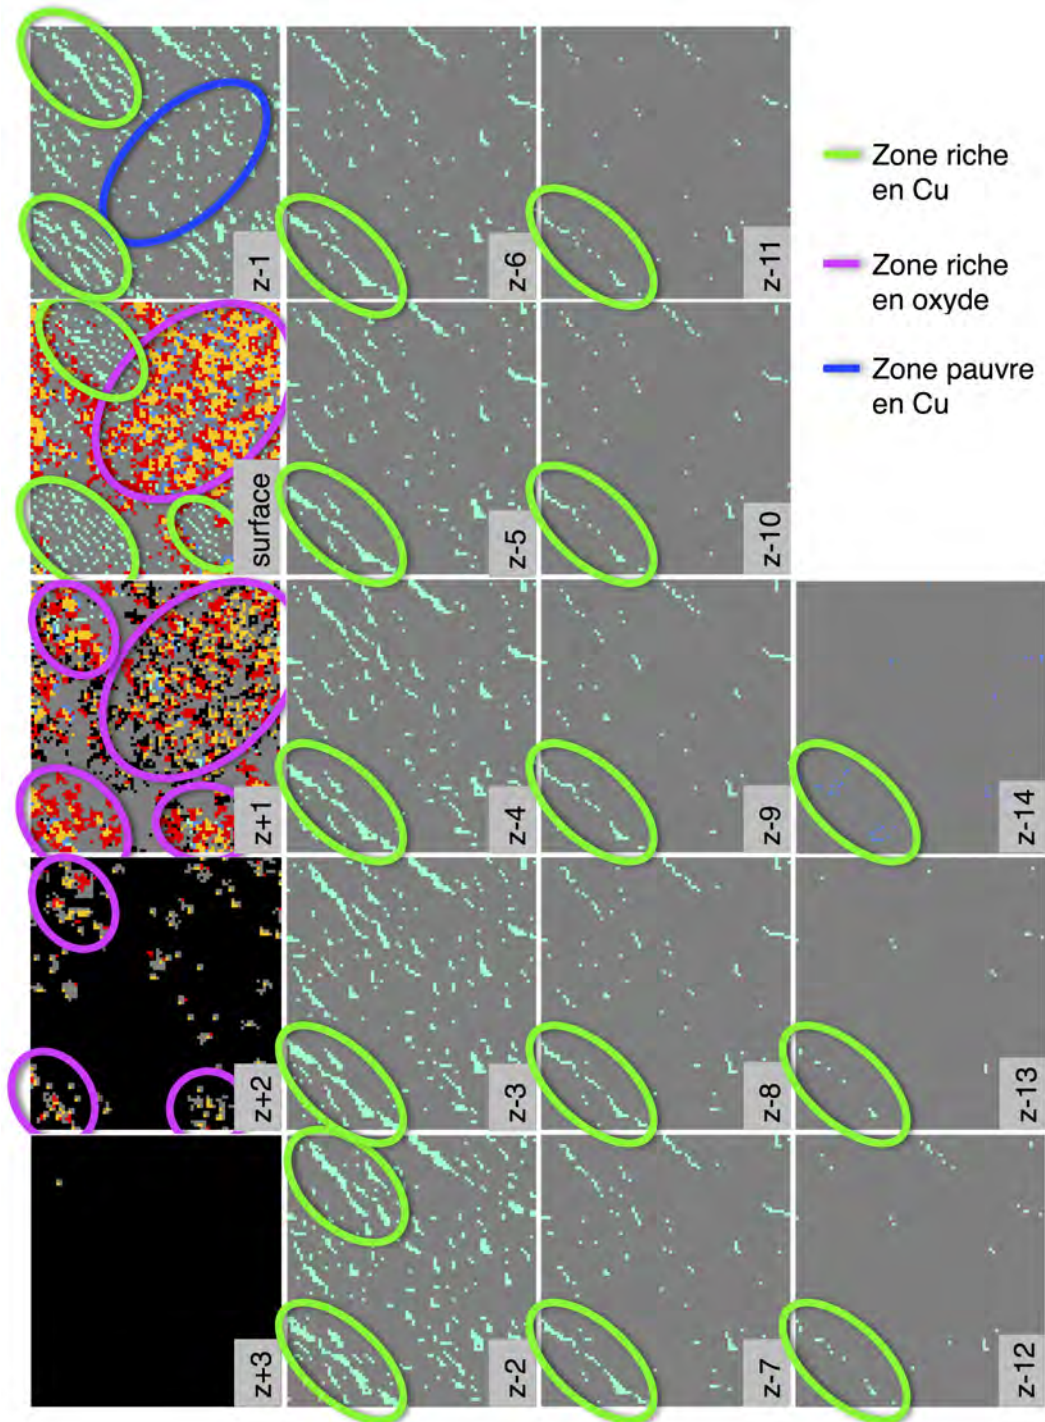 z+3
z+2
z+1
surface
z-1
z-2
z-3
z-4
z-5
z-6
z-7
z-8
z-9
z-10
z-11
z-12
z-13
z-14
Zone riche
en Cu
Zone riche
en oxyde
Zone pauvre
en Cu